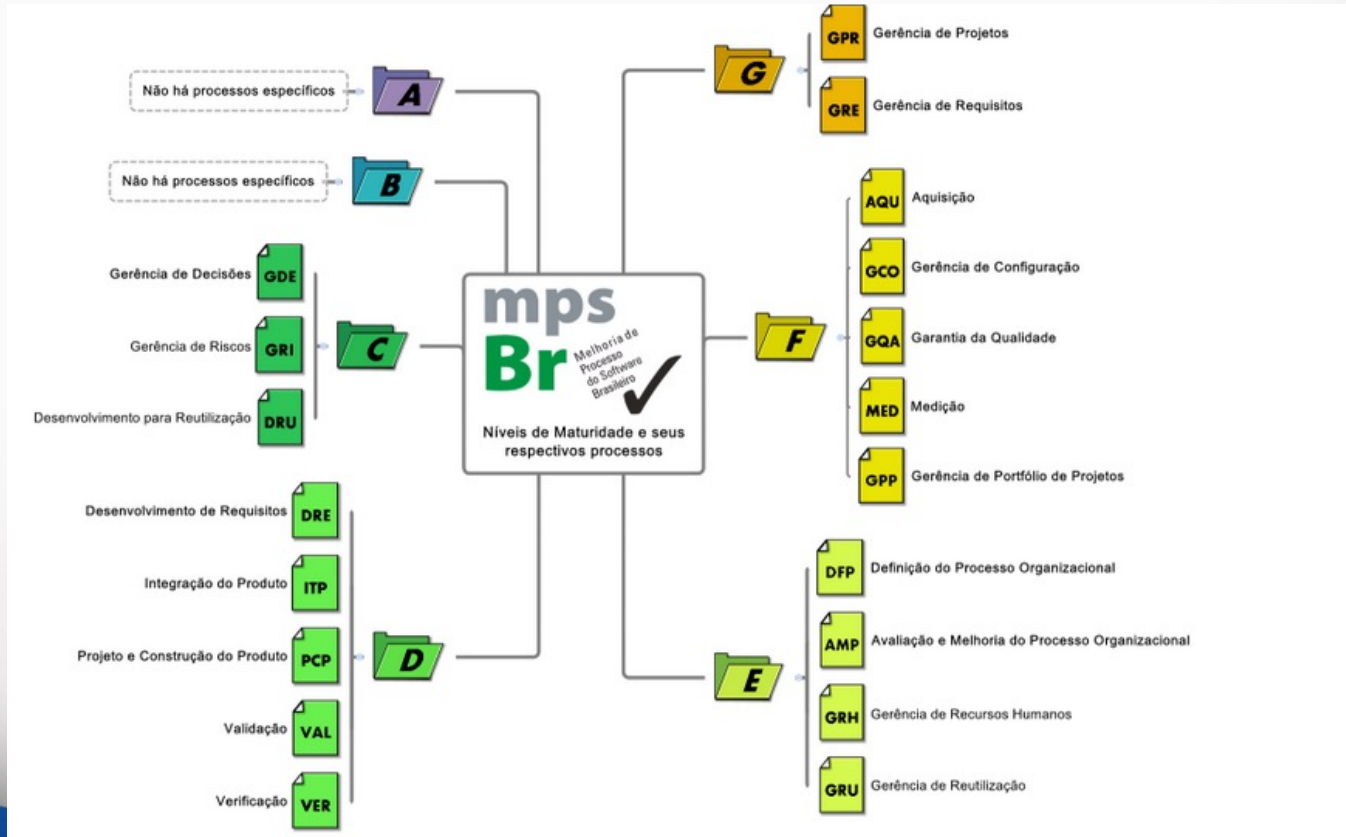 mps
Br
Melhoria de
Processo
do Software
Brasileiro
Níveis de Maturidade e seus
respectivos processos
A
Não há processos específicos
B
Não há processos específicos
C
Gerência de Decisões
GDE
Gerência de Riscos
GRI
Desenvolvimento para Reutilização
DRU
D
Desenvolvimento de Requisitos
DRE
Integração do Produto
ITP
Projeto e Construção do Produto
PCP
Validação
VAL
Verificação
VER
G
GPR
Gerência de Projetos
GRE
Gerência de Requisitos
F
AQU
Aquisição
GCO
Gerência de Configuração
GQA
Garantia da Qualidade
MED
Medição
GPP
Gerência de Portfólio de Projetos
E
DFP
Definição do Processo Organizacional
AMP
Avaliação e Melhoria do Processo Organizacional
GRH
Gerência de Recursos Humanos
GRU
Gerência de Reutilização